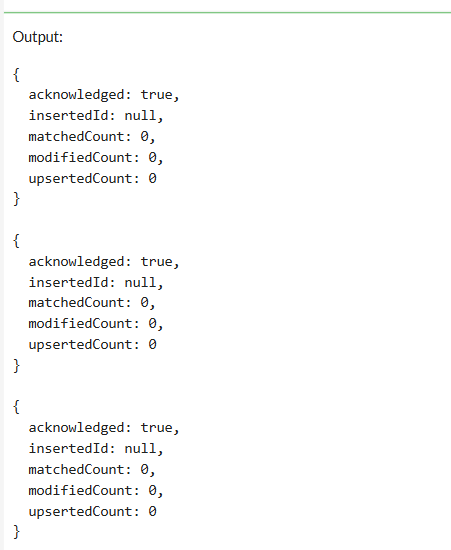 Output:
{
  acknowledged: true,
  insertedId: null,
  matchedCount: 0,
  modifiedCount: 0,
  upsertedCount: 0
}
{
  acknowledged: true,
  insertedId: null,
  matchedCount: 0,
  modifiedCount: 0,
  upsertedCount: 0
}
{
  acknowledged: true,
  insertedId: null,
  matchedCount: 0,
  modifiedCount: 0,
  upsertedCount: 0
}